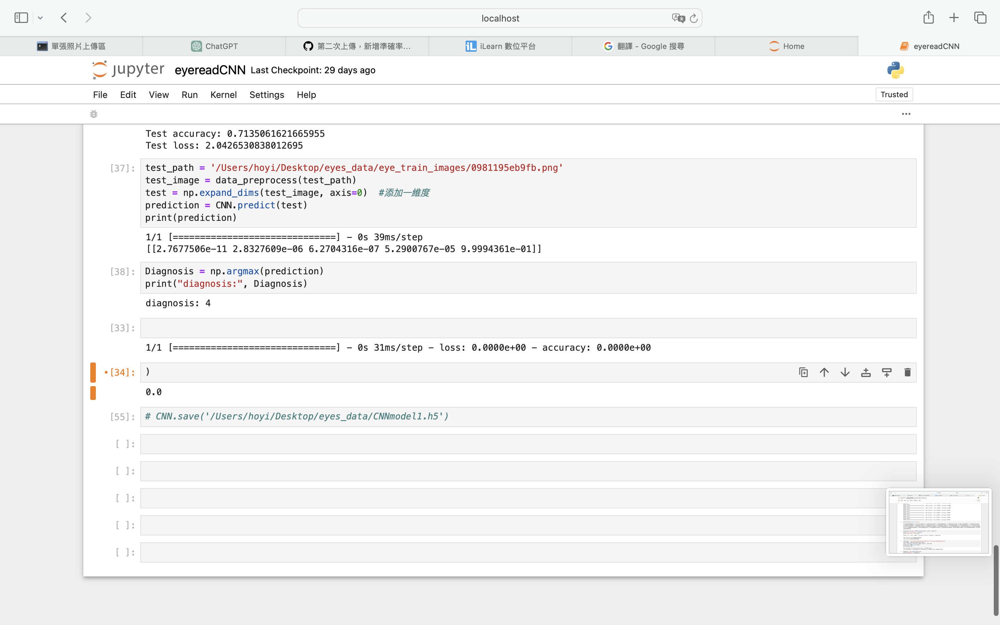 localhost
單張照片上傳區
ChatGPT
第二次上傳，新增準確率...
iLearn 數位平台
翻譯 - Google 搜尋
Home
eyereadCNN
jupyter eyereadCNN Last Checkpoint: 29 days ago
File Edit View Run Kernel Settings Help
Trusted
Test accuracy: 0.7135061621665955
Test loss: 2.0426530838012695
[37]: test_path = '/Users/hoyi/Desktop/eyes_data/eye_train_images/0981195eb9fb.png'
test_image = data_preprocess(test_path)
test = np.expand_dims(test_image, axis=0)  #添加一維度
prediction = CNN.predict(test)
print(prediction)
1/1 [==============================] - 0s 39ms/step
[[2.7677506e-11 2.8327609e-06 6.2704316e-07 5.2900767e-05 9.9994361e-01]]
[38]: Diagnosis = np.argmax(prediction)
print("diagnosis:", Diagnosis)
diagnosis: 4
[33]:
1/1 [==============================] - 0s 31ms/step - loss: 0.0000e+00 - accuracy: 0.0000e+00
[34]: )
0.0
[55]: # CNN.save('/Users/hoyi/Desktop/eyes_data/CNNmodel1.h5')
[ ]:
[ ]:
[ ]:
[ ]:
[ ]: